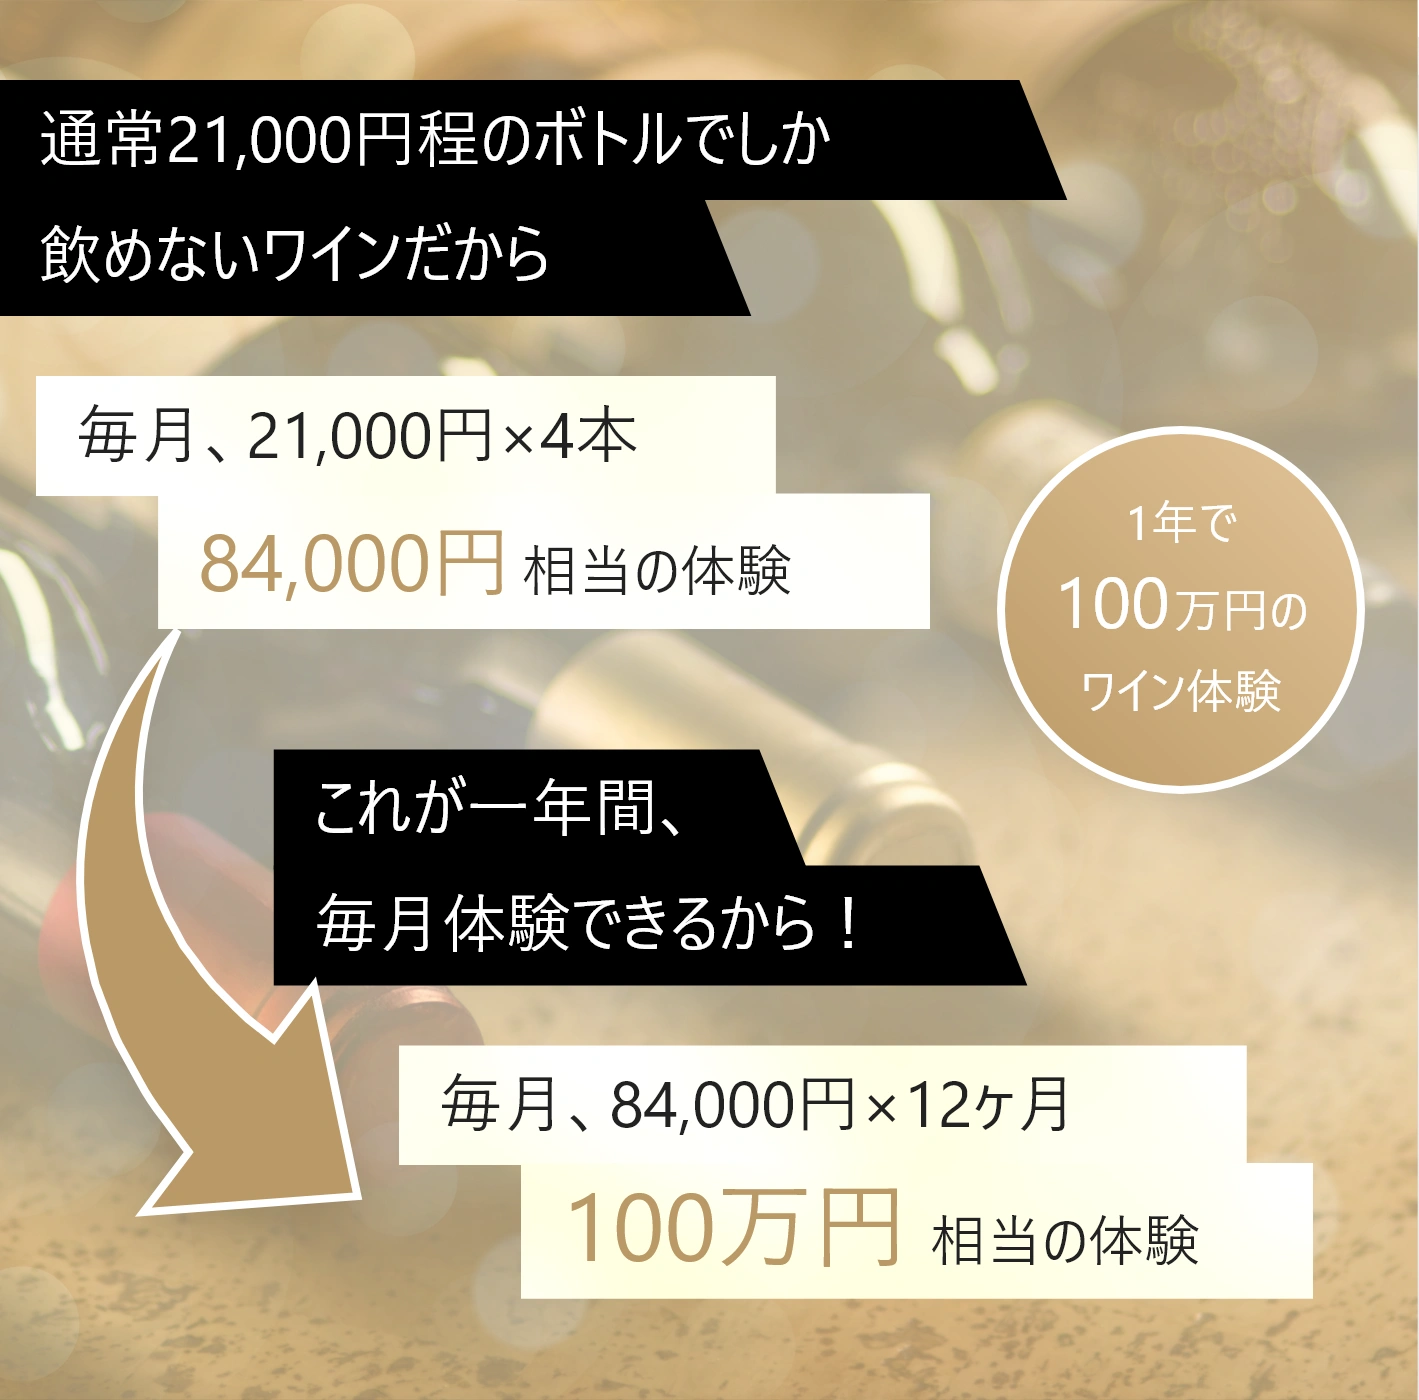 通常21,000円程のボトルでしか
飲めないワインだから
毎月、21,000円×4本
84,000円 相当の体験
1年で
100万円の
ワイン体験
これが一年間、
毎月体験できるから！
毎月、84,000円×12ヶ月
100万円 相当の体験